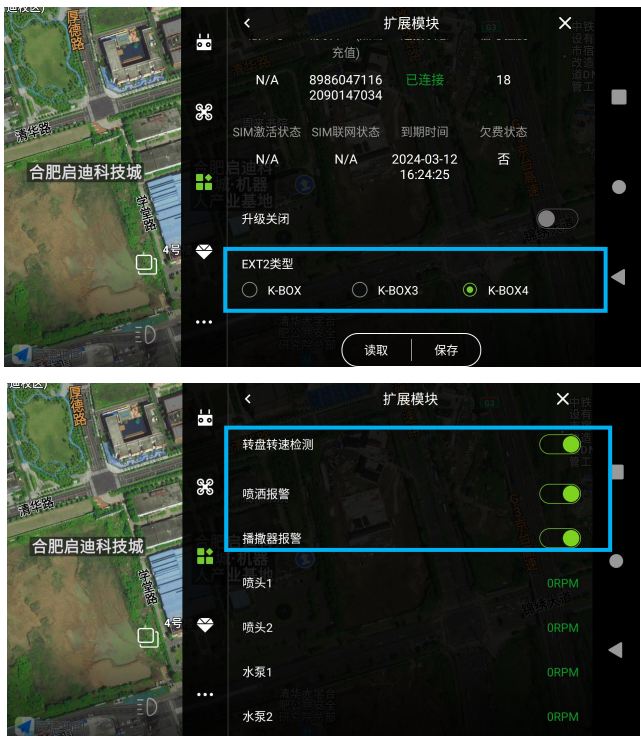 扩展模块
充值)
N/A
8986047116
2090147034
已连接
18
SIM激活状态
SIM联网状态
到期时间
欠费状态
N/A
N/A
2024-03-12
16:24:25
否
升级关闭
EXT2类型
K-BOX
K-BOX3
K-BOX4
读取
保存
厚德路
清华路
合肥启迪科技城
学堂路
4号
扩展模块
转盘转速检测
喷洒报警
播撒器报警
喷头1
0RPM
喷头2
0RPM
水泵1
0RPM
水泵2
0RPM
厚德路
清华路
合肥启迪科技城
学堂路
4号